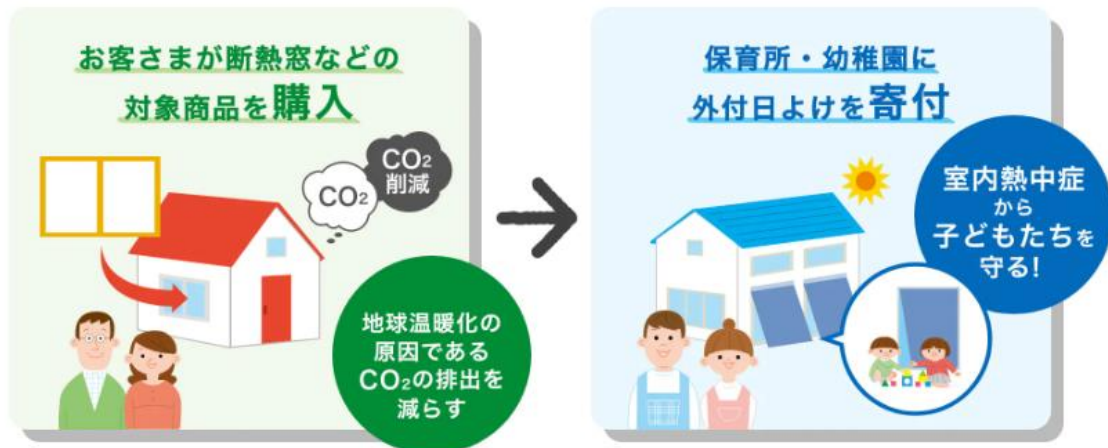 お客さまが断熱窓などの
対象商品を購入
CO₂
CO₂
削減
地球温暖化の
原因である
CO₂の排出を
減らす
保育所・幼稚園に
外付日よけを寄付
室内熱中症
から
子どもたちを
守る!